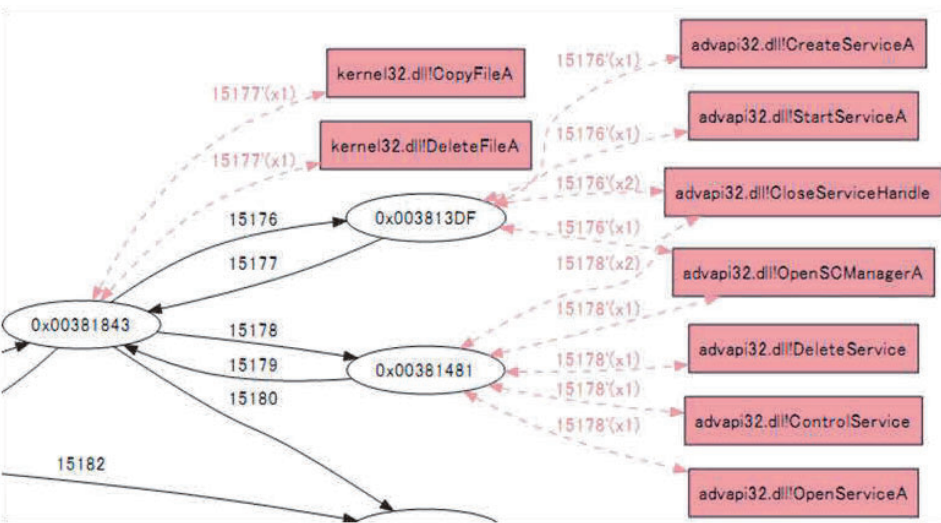 advapi32.dll!CreateServiceA
15176'(x1)
kernel32.dll!CopyFileA
15177'(x1)
advapi32.dll!StartServiceA
15176'(x1)
kernel32.dll!DeleteFileA
15177'(x1)
15176'(x2)
advapi32.dll!CloseServiceHandle
15176
0x003813DF
15176'(x1)
15177
15178'(x2)
advapi32.dll!OpenSCManagerA
15178'(x1)
0x00381843
15178
advapi32.dll!DeleteService
15178'(x1)
15179
0x00381481
15178'(x1)
15180
advapi32.dll!ControlService
15178'(x1)
15182
advapi32.dll!OpenServiceA